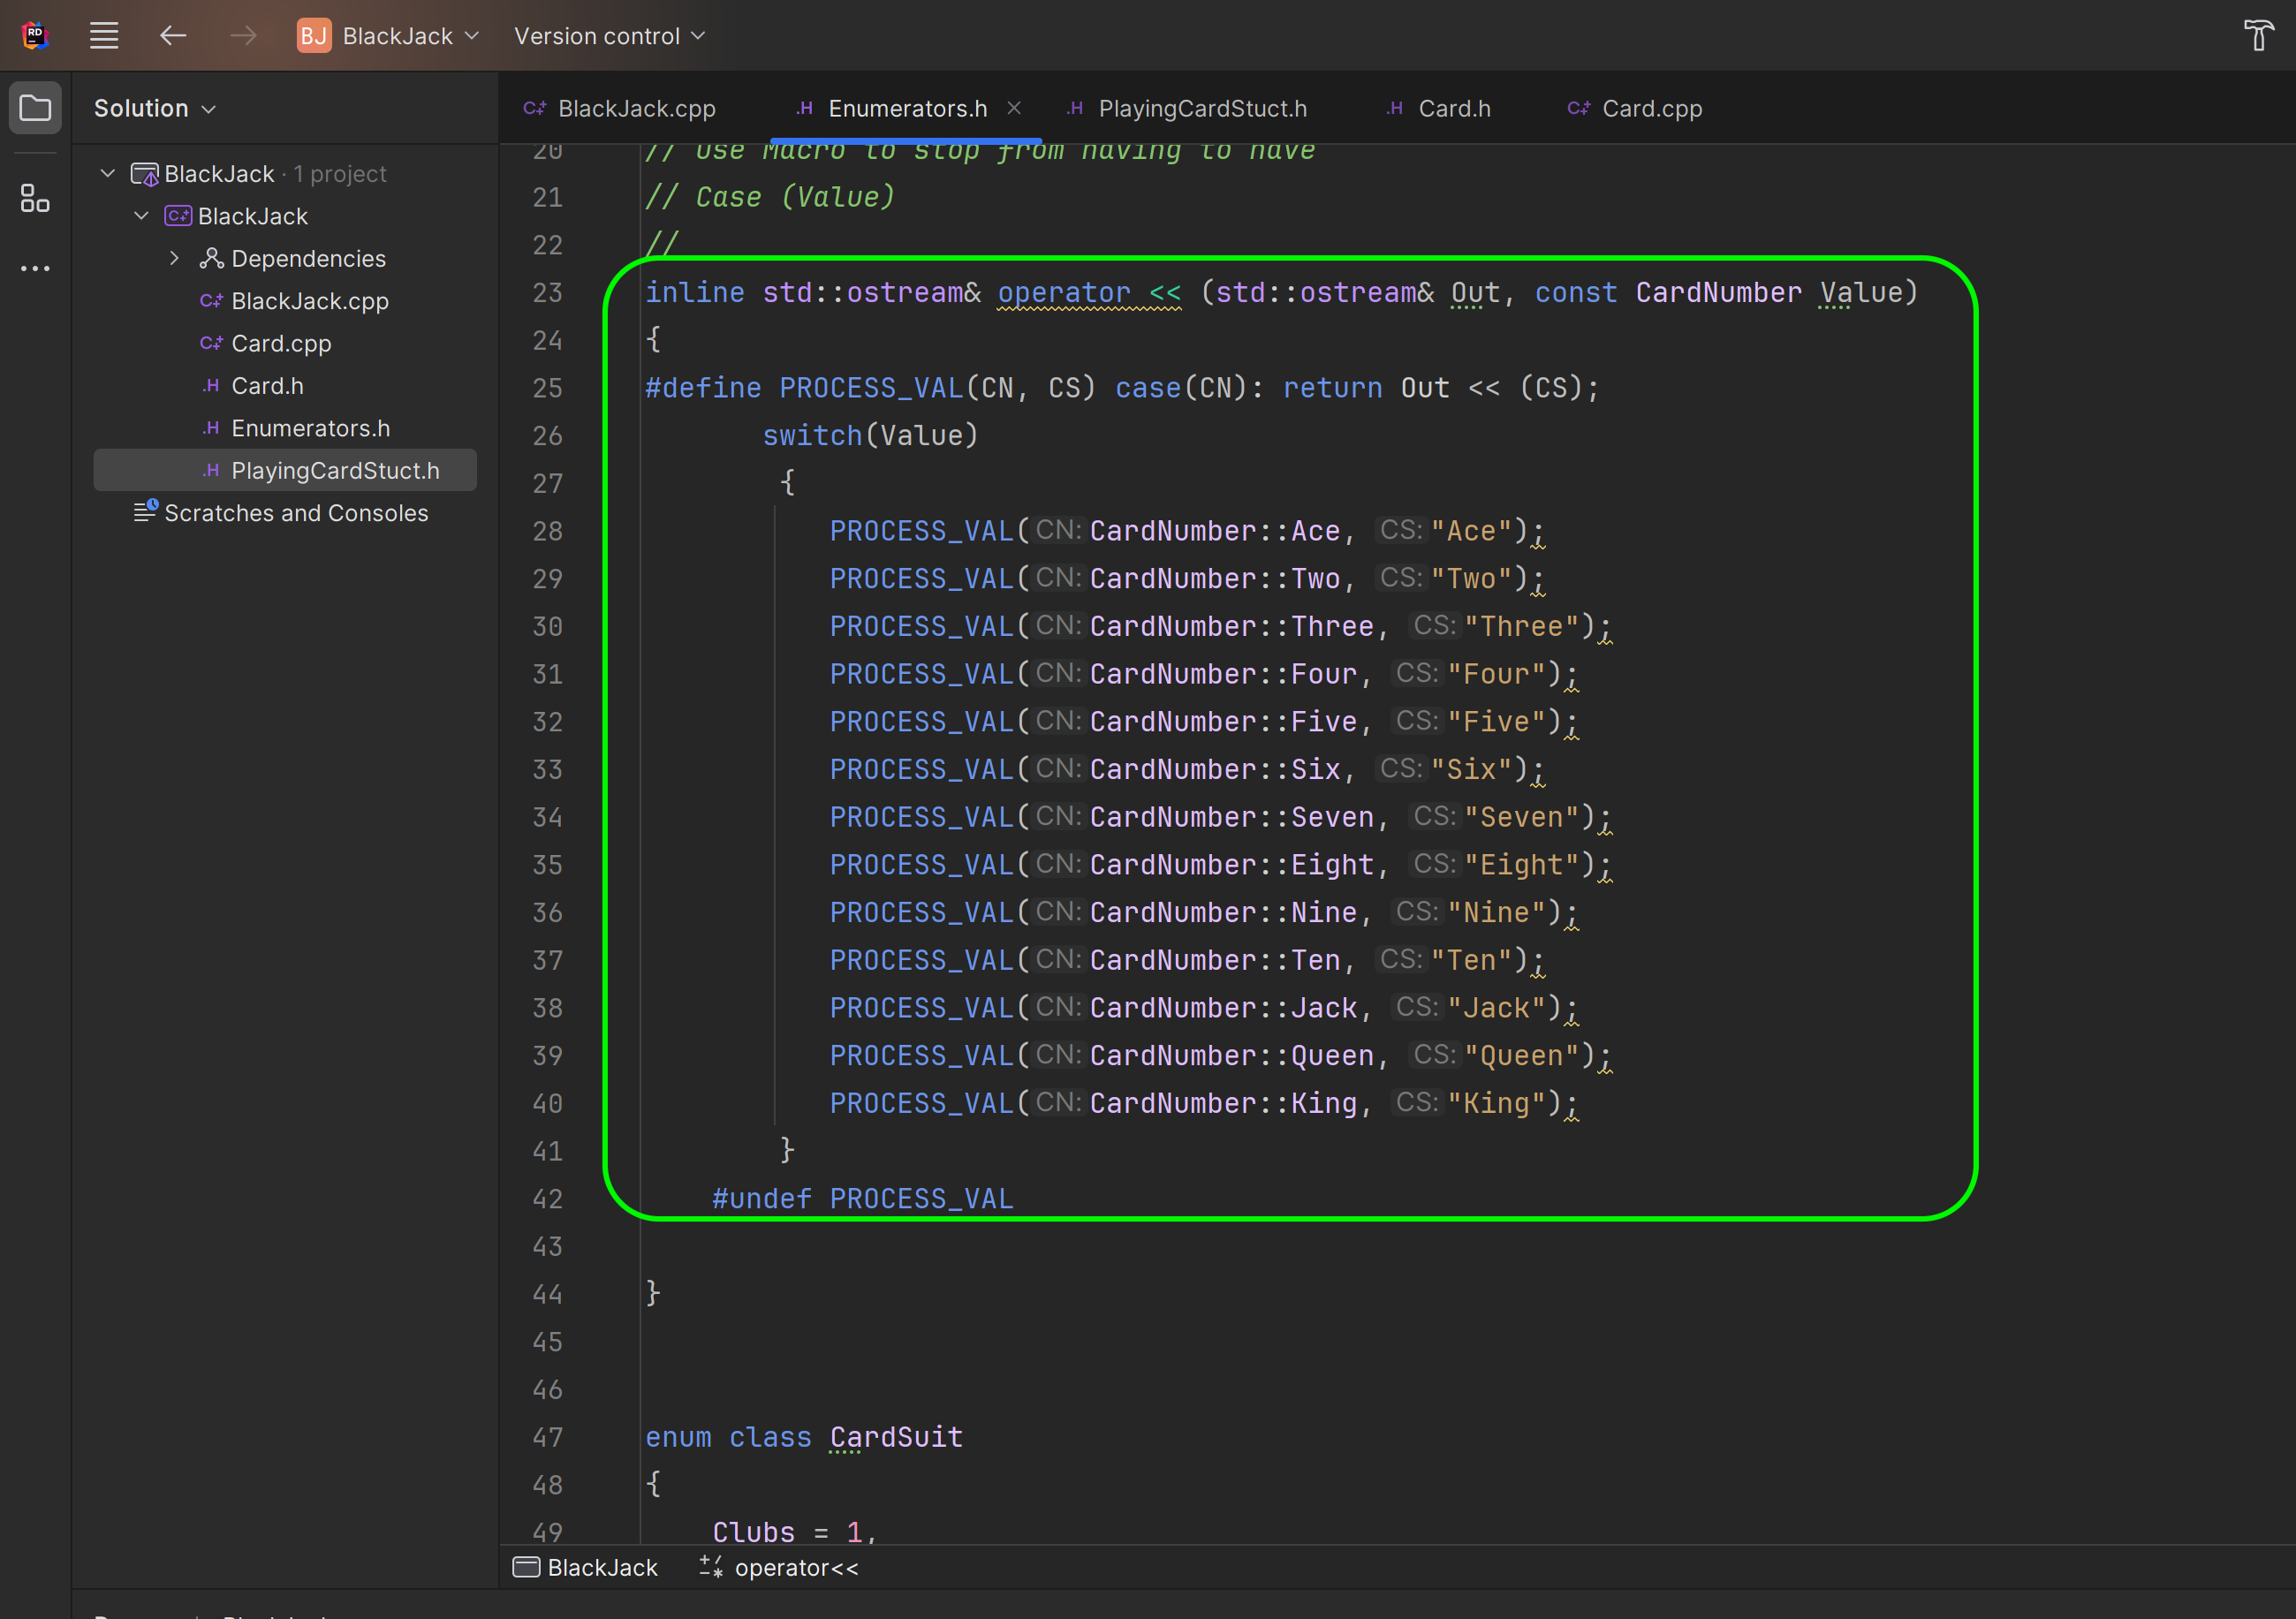 RD
BJ BlackJack Version control
Solution
BlackJack.cpp Enumerators.h PlayingCardStuct.h Card.h Card.cpp
BlackJack · 1 project
BlackJack
Dependencies
C++ BlackJack.cpp
C++ Card.cpp
.H Card.h
.H Enumerators.h
.H PlayingCardStuct.h
Scratches and Consoles
20 // Use Macro to stop from having to have
21 // Case (Value)
22 //
23 inline std::ostream& operator << (std::ostream& Out, const CardNumber Value)
24 {
25 #define PROCESS_VAL(CN, CS) case(CN): return Out << (CS);
26 switch(Value)
27 {
28 PROCESS_VAL( CN: CardNumber::Ace, CS: "Ace");
29 PROCESS_VAL( CN: CardNumber::Two, CS: "Two");
30 PROCESS_VAL( CN: CardNumber::Three, CS: "Three");
31 PROCESS_VAL( CN: CardNumber::Four, CS: "Four");
32 PROCESS_VAL( CN: CardNumber::Five, CS: "Five");
33 PROCESS_VAL( CN: CardNumber::Six, CS: "Six");
34 PROCESS_VAL( CN: CardNumber::Seven, CS: "Seven");
35 PROCESS_VAL( CN: CardNumber::Eight, CS: "Eight");
36 PROCESS_VAL( CN: CardNumber::Nine, CS: "Nine");
37 PROCESS_VAL( CN: CardNumber::Ten, CS: "Ten");
38 PROCESS_VAL( CN: CardNumber::Jack, CS: "Jack");
39 PROCESS_VAL( CN: CardNumber::Queen, CS: "Queen");
40 PROCESS_VAL( CN: CardNumber::King, CS: "King");
41 }
42 #undef PROCESS_VAL
43
44 }
45
46
47 enum class CardSuit
48 {
49 Clubs = 1,
BlackJack operator<<